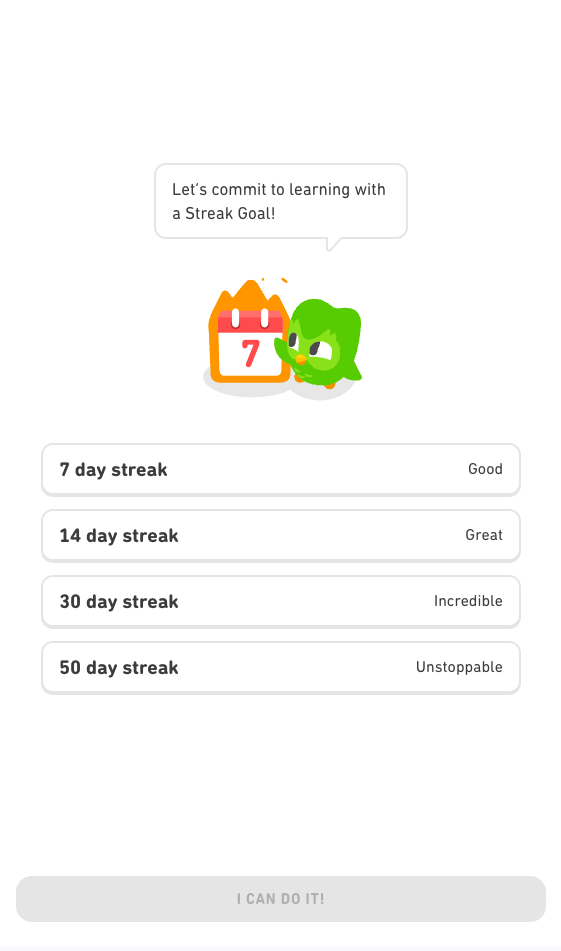 Let's commit to learning with
a Streak Goal!
7
7 day streak Good
14 day streak Great
30 day streak Incredible
50 day streak Unstoppable
I CAN DO IT!